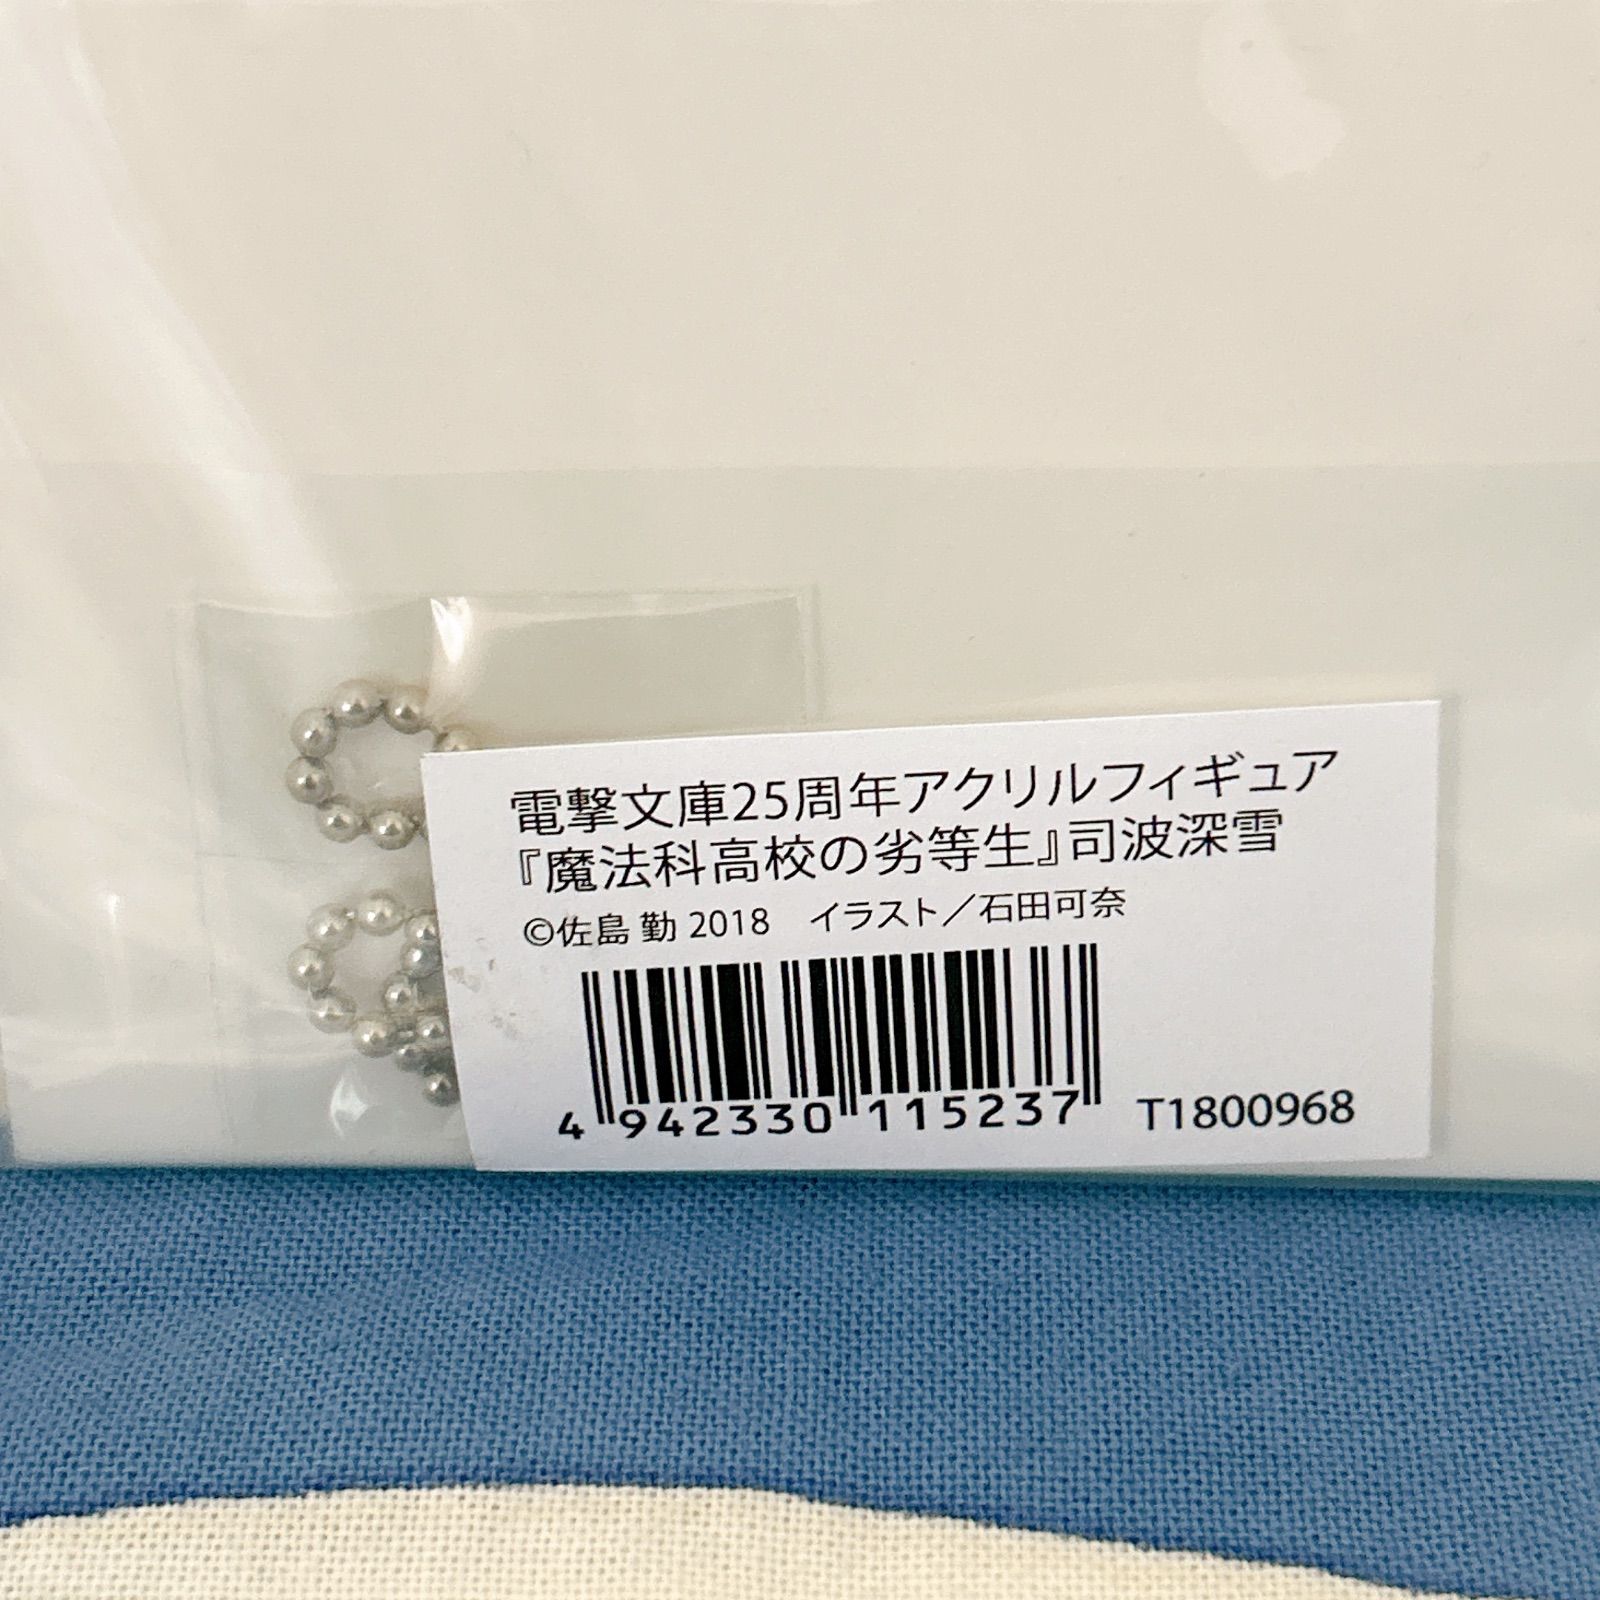 電撃文庫25周年アクリルフィギュア
『魔法科高校の劣等生』司波深雪
©佐島 勤 2018　イラスト／石田可奈
4 942330 115237
T1800968